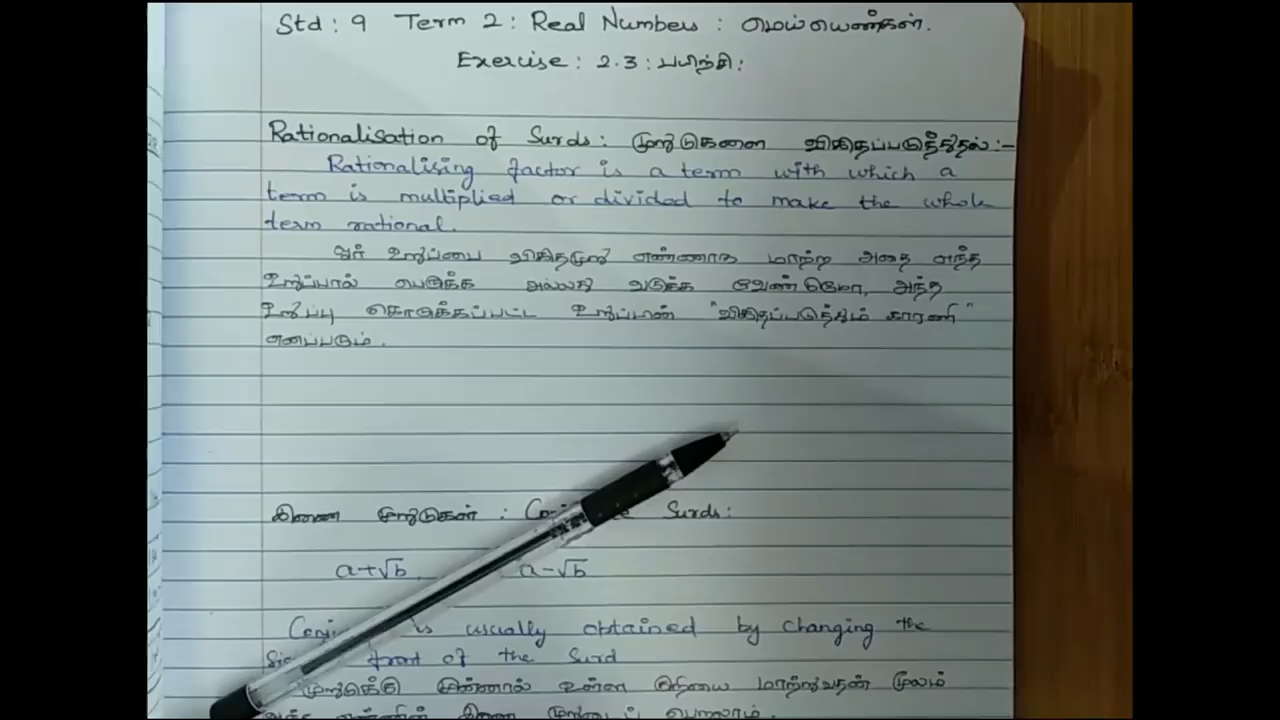 Std : 9 Term 2 : Real Numbers : மெய்யெண்கள்.
Exercise : 2.3 : பயிற்சி :
Rationalisation of Surds : முறுடுகளை விகிதப்படுத்துதல் :-
Rationalising factor is a term with which a
term is multiplied or divided to make the whole
term rational.
ஓர் உறுப்பை விகிதமுறு எண்ணாக மாற்ற அதை எந்த
உறுப்பால் பெருக்க அல்லது வகுக்க வேண்டுமோ, அந்த
உறுப்பு கொடுக்கப்பட்ட உறுப்பின் "விகிதப்படுத்தும் காரணி"
எனப்படும்.
இணை முறுடுகள் : Surds :
a+√b, a-√b
is usually obtained by changing the
front of the Surd
முறுடுக்கு முன்னால் உள்ள குறியை மாற்றுவதன் மூலம்
இணை பெறலாம்.